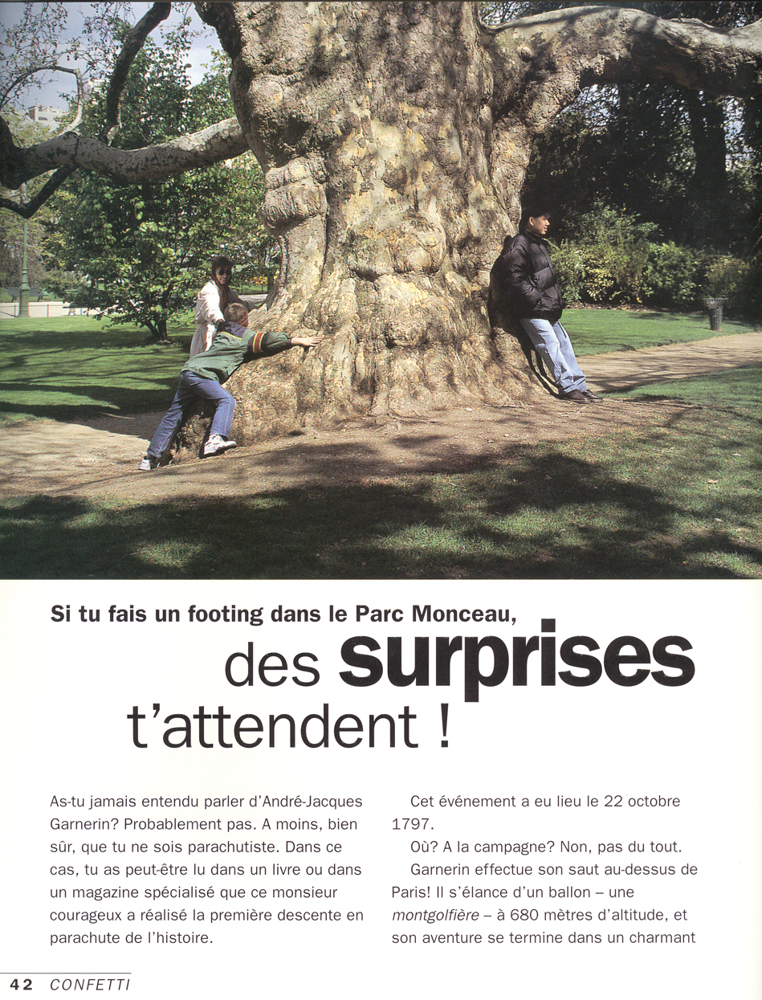 Si tu fais un footing dans le Parc Monceau,
des surprises
t'attendent !
As-tu jamais entendu parler d'André-Jacques
Garnerin? Probablement pas. A moins, bien
sûr, que tu ne sois parachutiste. Dans ce
cas, tu as peut-être lu dans un livre ou dans
un magazine spécialisé que ce monsieur
courageux a réalisé la première descente en
parachute de l'histoire.
Cet événement a eu lieu le 22 octobre
1797.
Où? A la campagne? Non, pas du tout.
Garnerin effectue son saut au-dessus de
Paris! Il s'élance d'un ballon – une
montgolfière – à 680 mètres d'altitude, et
son aventure se termine dans un charmant
42 CONFETTI